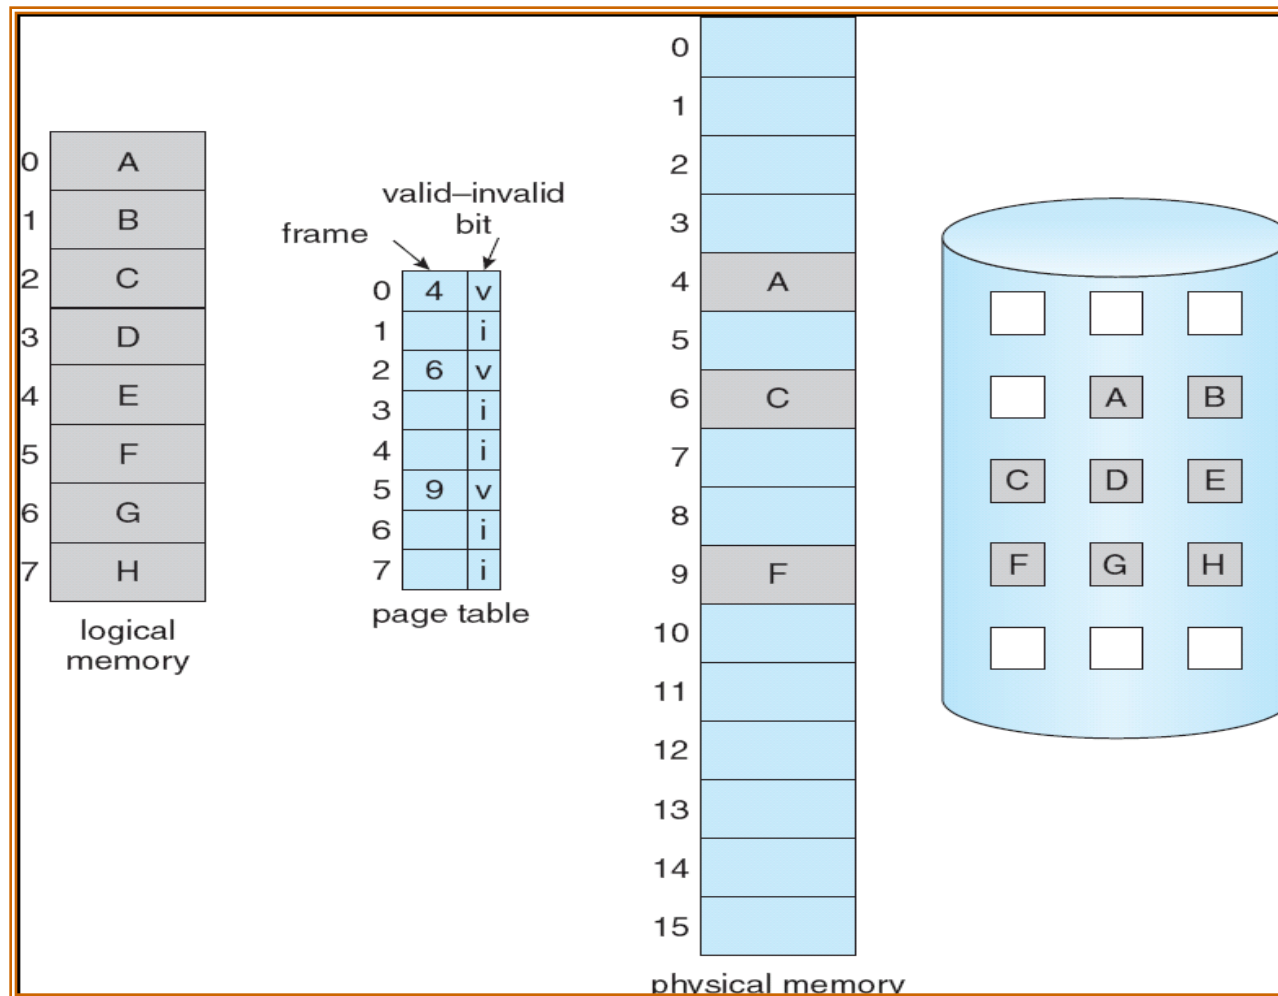 0 A
1 B
2 C
3 D
4 E
5 F
6 G
7 H
logical
memory
valid–invalid
bit
frame
0 4 v
1 i
2 6 v
3 i
4 i
5 9 v
6 i
7 i
page table
0
1
2
3
4 A
5
6 C
7
8
9 F
10
11
12
13
14
15
physical memory
A B
C D E
F G H